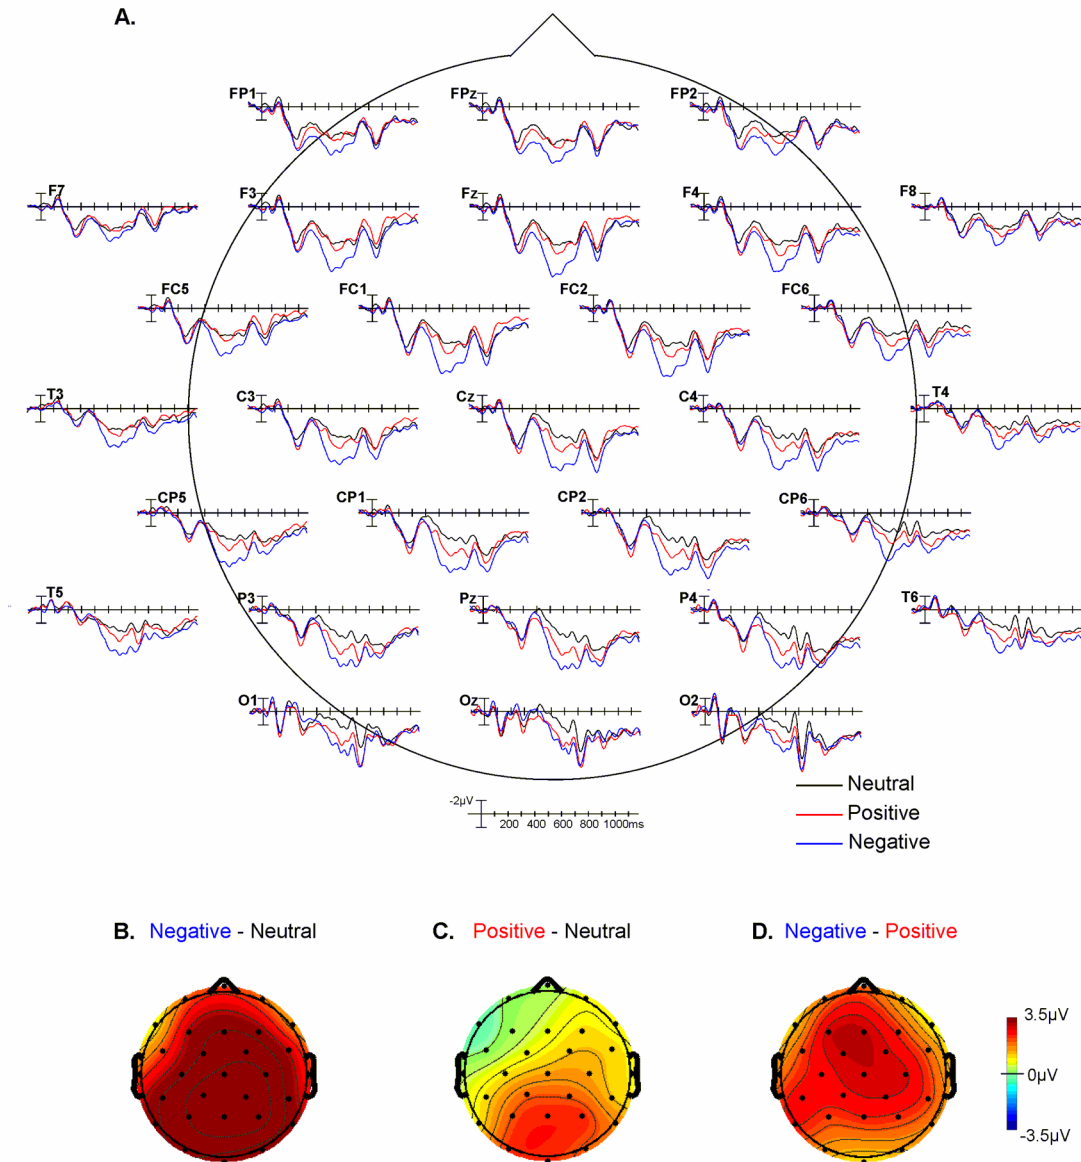 A.
FP1 FPz FP2
F7 F3 Fz F4 F8
FC5 FC1 FC2 FC6
T3 C3 Cz C4 T4
CP5 CP1 CP2 CP6
T5 P3 Pz P4 T6
O1 Oz O2
Neutral
Positive
Negative
-2µV
200 400 600 800 1000ms
B. Negative - Neutral
C. Positive - Neutral
D. Negative - Positive
3.5µV
0µV
-3.5µV